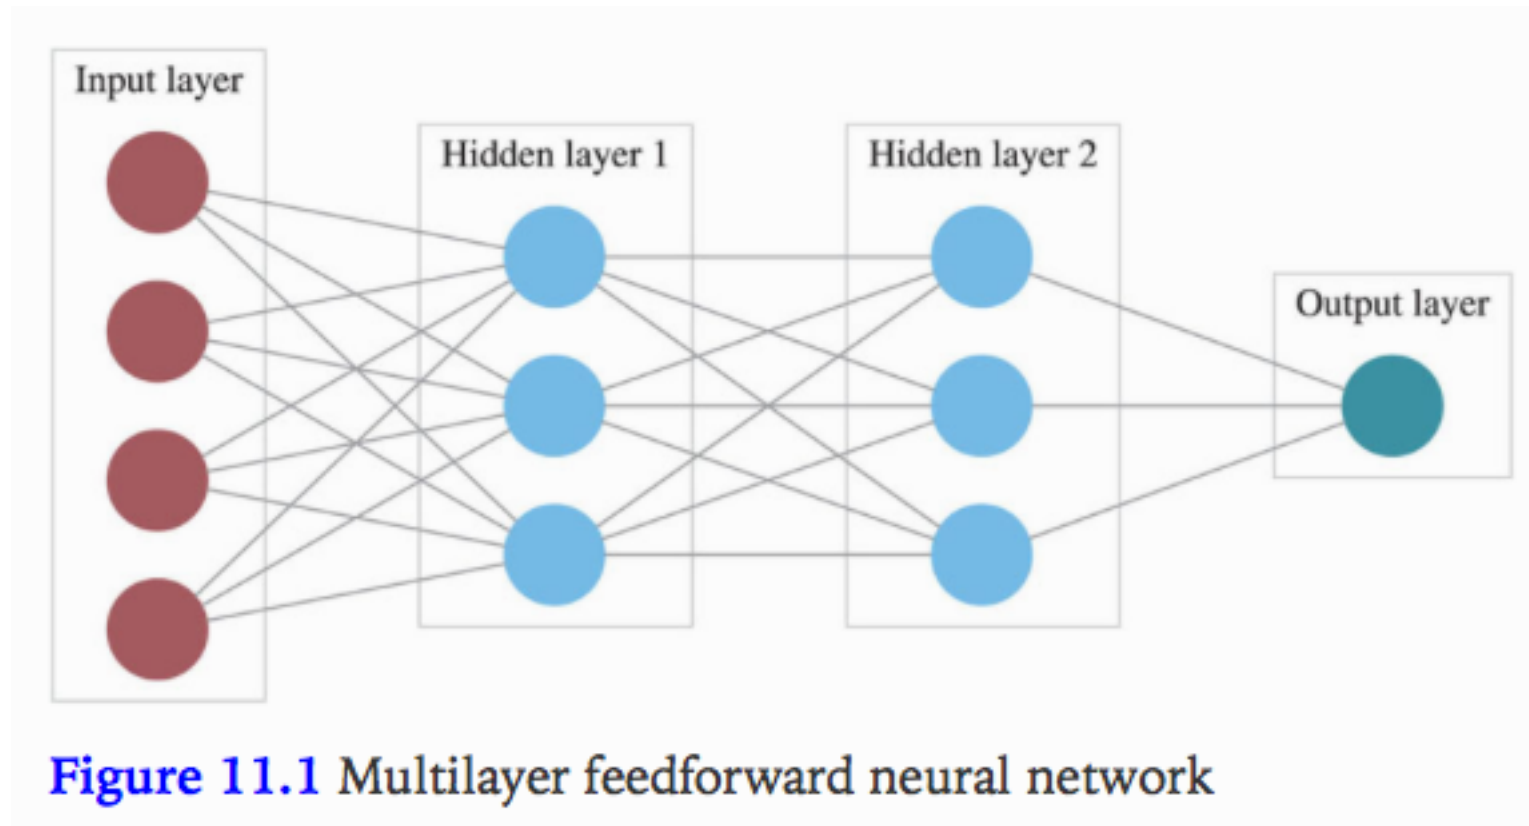 Input layer
Hidden layer 1
Hidden layer 2
Output layer
Figure 11.1 Multilayer feedforward neural network